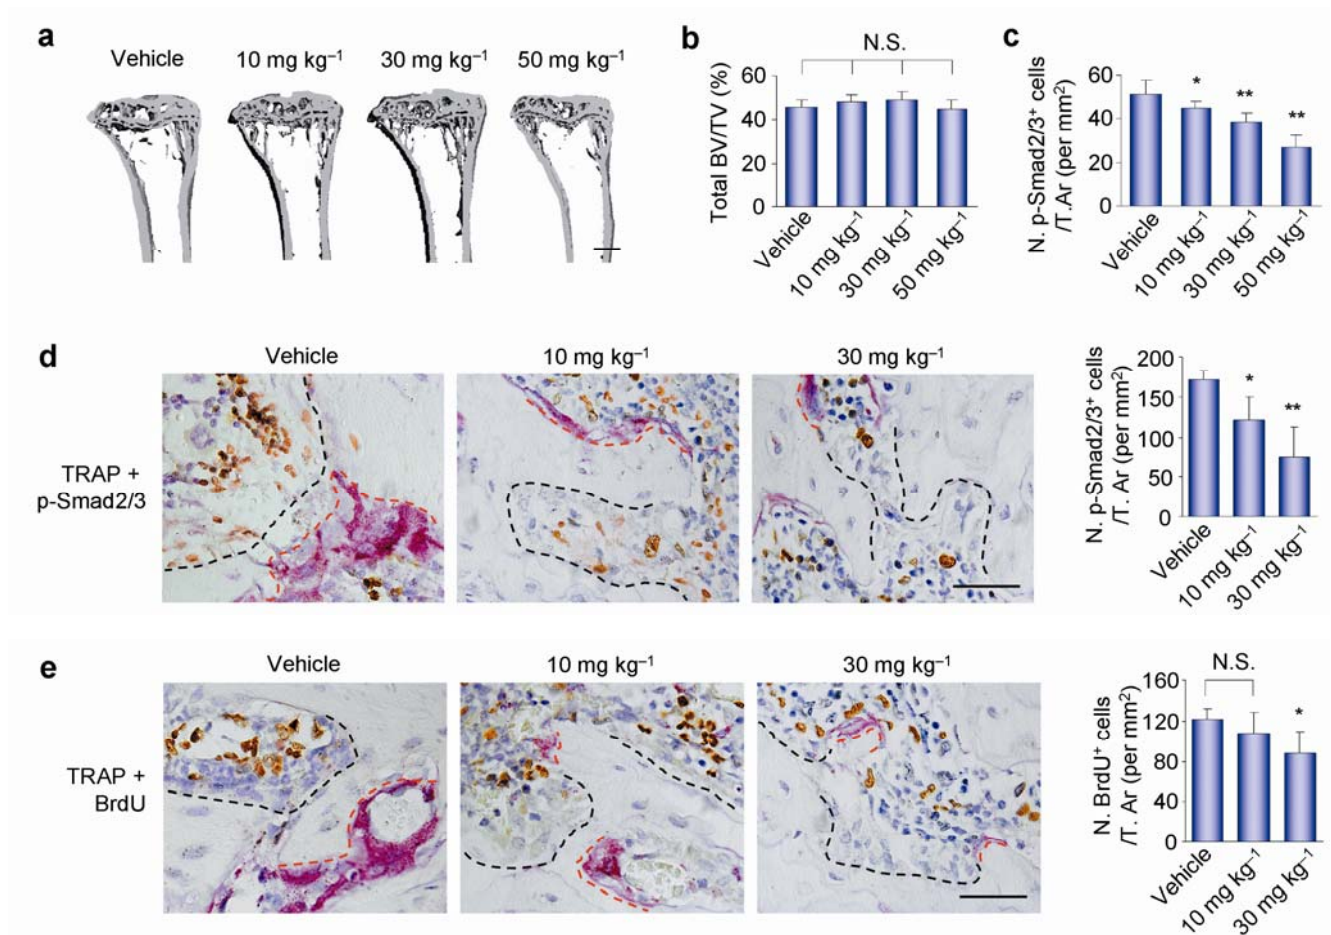 a
Vehicle
10 mg kg⁻¹
30 mg kg⁻¹
50 mg kg⁻¹
b
N.S.
Total BV/TV (%)
60
40
20
0
Vehicle
10 mg kg⁻¹
30 mg kg⁻¹
50 mg kg⁻¹
c
N. p-Smad2/3⁺ cells
/T.Ar (per mm²)
60
40
20
0
*
**
**
Vehicle
10 mg kg⁻¹
30 mg kg⁻¹
50 mg kg⁻¹
d
Vehicle
10 mg kg⁻¹
30 mg kg⁻¹
TRAP +
p-Smad2/3
N. p-Smad2/3⁺ cells
/T. Ar (per mm²)
200
150
100
50
0
*
**
Vehicle
10 mg kg⁻¹
30 mg kg⁻¹
e
Vehicle
10 mg kg⁻¹
30 mg kg⁻¹
TRAP +
BrdU
N.S.
N. BrdU⁺ cells
/T. Ar (per mm²)
160
120
80
40
0
*
Vehicle
10 mg kg⁻¹
30 mg kg⁻¹